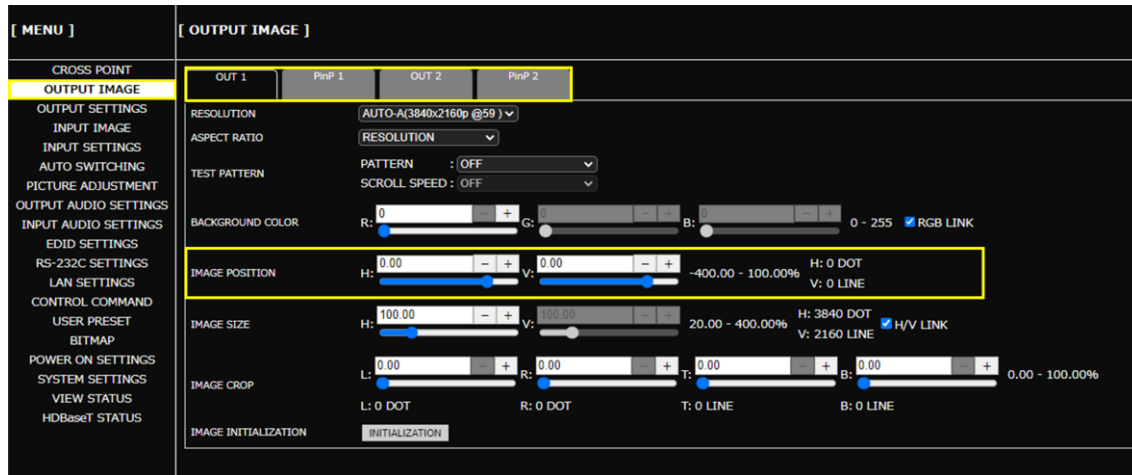 [ MENU ]
[ OUTPUT IMAGE ]
CROSS POINT
OUTPUT IMAGE
OUTPUT SETTINGS
INPUT IMAGE
INPUT SETTINGS
AUTO SWITCHING
PICTURE ADJUSTMENT
OUTPUT AUDIO SETTINGS
INPUT AUDIO SETTINGS
EDID SETTINGS
RS-232C SETTINGS
LAN SETTINGS
CONTROL COMMAND
USER PRESET
BITMAP
POWER ON SETTINGS
SYSTEM SETTINGS
VIEW STATUS
HDBaseT STATUS
OUT 1 PinP 1 OUT 2 PinP 2
RESOLUTION AUTO-A(3840x2160p @59 )
ASPECT RATIO RESOLUTION
TEST PATTERN
PATTERN : OFF
SCROLL SPEED : OFF
BACKGROUND COLOR R: 0 - + G: 0 - + B: 0 - + 0 - 255 RGB LINK
IMAGE POSITION H: 0.00 - + V: 0.00 - + -400.00 - 100.00% H: 0 DOT
V: 0 LINE
IMAGE SIZE H: 100.00 - + V: 100.00 - + 20.00 - 400.00% H: 3840 DOT
V: 2160 LINE H/V LINK
IMAGE CROP L: 0.00 - + R: 0.00 - + T: 0.00 - + B: 0.00 - + 0.00 - 100.00%
L: 0 DOT R: 0 DOT T: 0 LINE B: 0 LINE
IMAGE INITIALIZATION INITIALIZATION